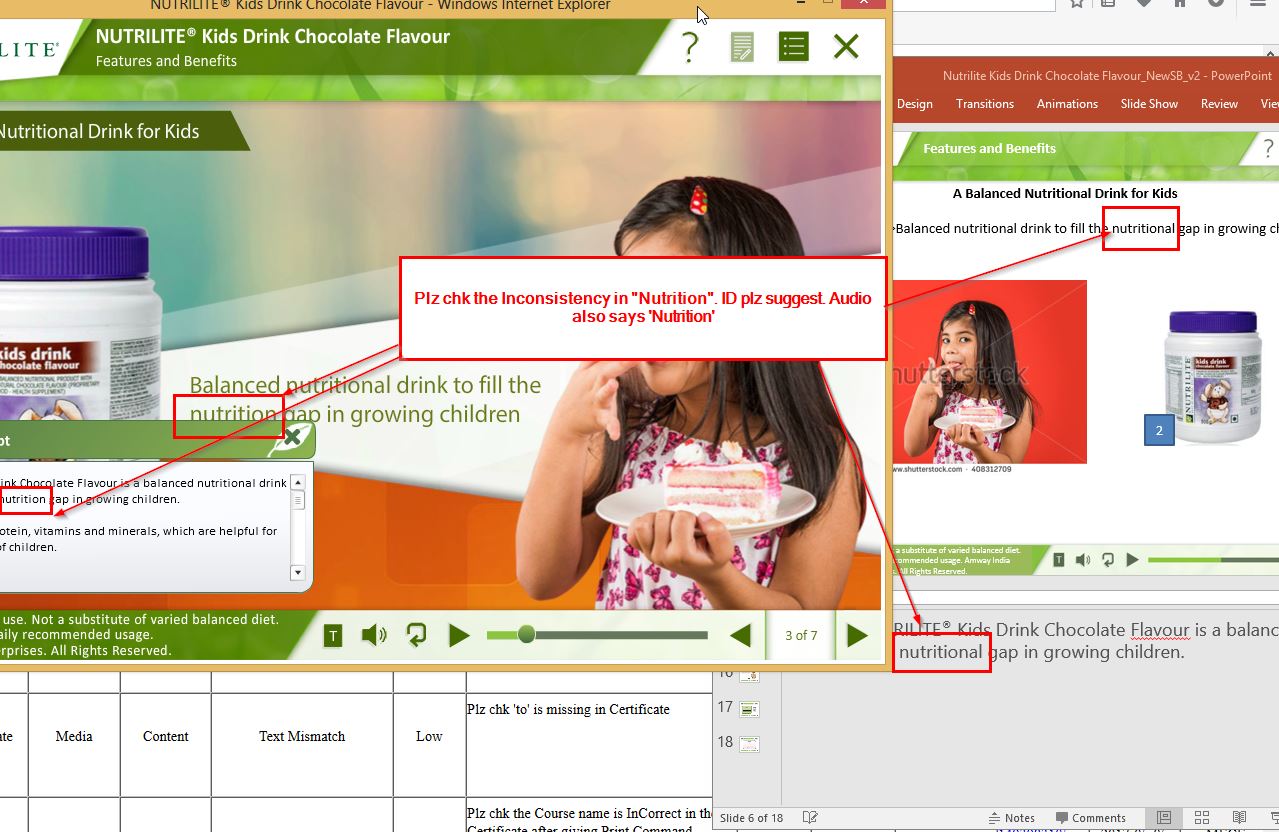 NUTRILITE® Kids Drink Chocolate Flavour - Windows Internet Explorer
LITE®
NUTRILITE® Kids Drink Chocolate Flavour
Features and Benefits
?
Nutritional Drink for Kids
kids drink
chocolate flavour
Plz chk the Inconsistency in "Nutrition". ID plz suggest. Audio
also says 'Nutrition'
Balanced nutritional drink to fill the
nutrition gap in growing children
pt
ink Chocolate Flavour is a balanced nutritional drink
nutrition gap in growing children.
otein, vitamins and minerals, which are helpful for
of children.
use. Not a substitute of varied balanced diet.
aily recommended usage.
erprises. All Rights Reserved.
T
3 of 7
Nutrilite Kids Drink Chocolate Flavour_NewSB_v2 - PowerPoint
Design Transitions Animations Slide Show Review Vie
Features and Benefits
?
A Balanced Nutritional Drink for Kids
Balanced nutritional drink to fill the nutritional gap in growing ch
shutterstock
kids drink
NUTRILITE
2
www.shutterstock.com · 408312709
a substitute of varied balanced diet.
ommended usage. Amway India
. All Rights Reserved.
T
RILITE® Kids Drink Chocolate Flavour is a balanc
nutritional gap in growing children.
16
17
18
Slide 6 of 18 Notes Comments
ate Media Content Text Mismatch Low Plz chk 'to' is missing in Certificate
Plz chk the Course name is InCorrect in th
Certificate after giving Print Command